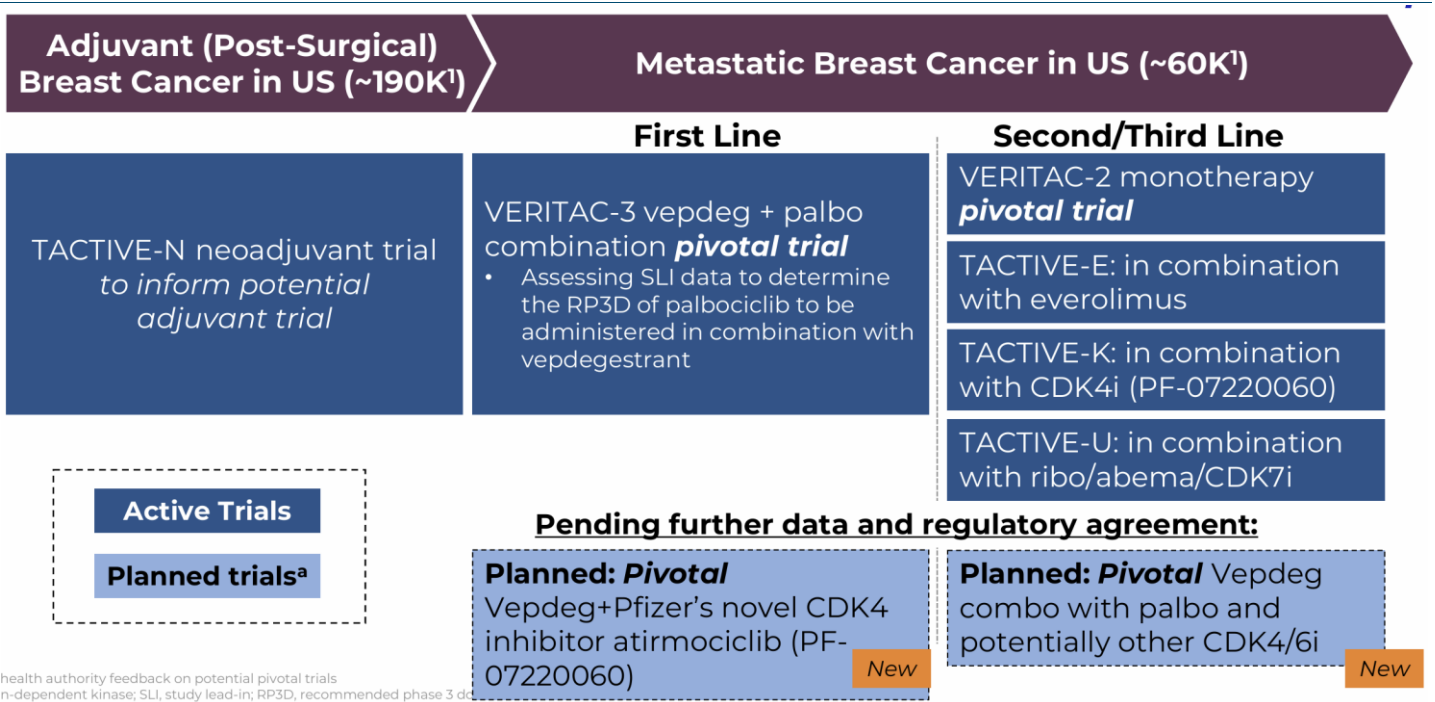 Adjuvant (Post-Surgical)
Breast Cancer in US (~190K¹)
Metastatic Breast Cancer in US (~60K¹)
First Line
Second/Third Line
TACTIVE-N neoadjuvant trial
to inform potential
adjuvant trial
VERITAC-3 vepdeg + palbo
combination pivotal trial
• Assessing SLI data to determine
the RP3D of palbociclib to be
administered in combination with
vepdegestrant
VERITAC-2 monotherapy
pivotal trial
TACTIVE-E: in combination
with everolimus
TACTIVE-K: in combination
with CDK4i (PF-07220060)
TACTIVE-U: in combination
with ribo/abema/CDK7i
Active Trials
Planned trialsᵃ
Pending further data and regulatory agreement:
Planned: Pivotal
Vepdeg+Pfizer’s novel CDK4
inhibitor atirmociclib (PF-
07220060)
New
Planned: Pivotal Vepdeg
combo with palbo and
potentially other CDK4/6i
New
health authority feedback on potential pivotal trials
n-dependent kinase; SLI, study lead-in; RP3D, recommended phase 3